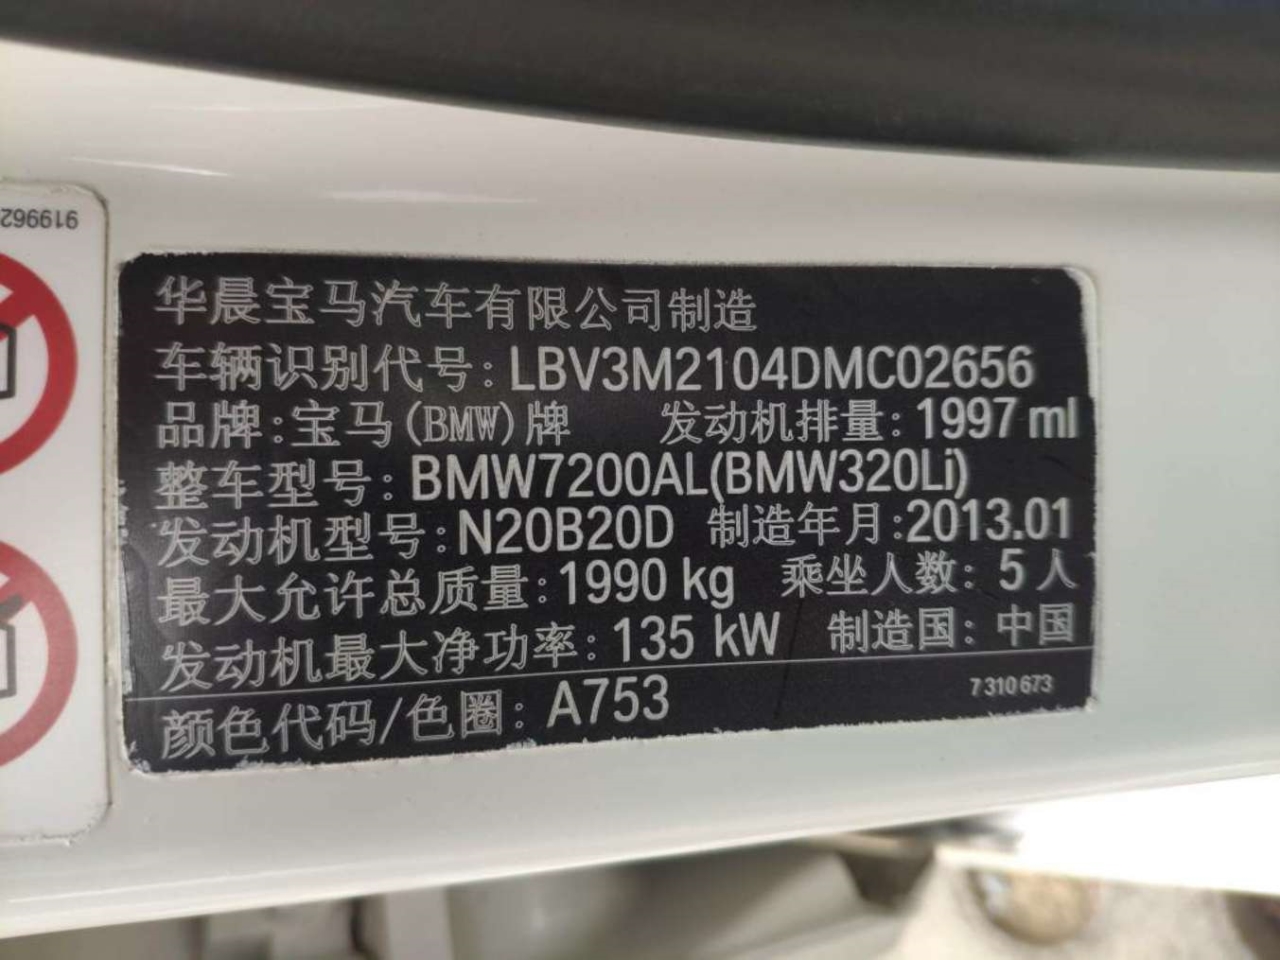 9199962
华晨宝马汽车有限公司制造
车辆识别代号: LBV3M2104DMC02656
品牌:宝马(BMW)牌 发动机排量: 1997 ml
整车型号: BMW7200AL(BMW320Li)
发动机型号: N20B20D 制造年月:2013.01
最大允许总质量: 1990 kg 乘坐人数: 5 人
发动机最大净功率: 135 kW 制造国: 中国
颜色代码/色圈: A753 7 310 673